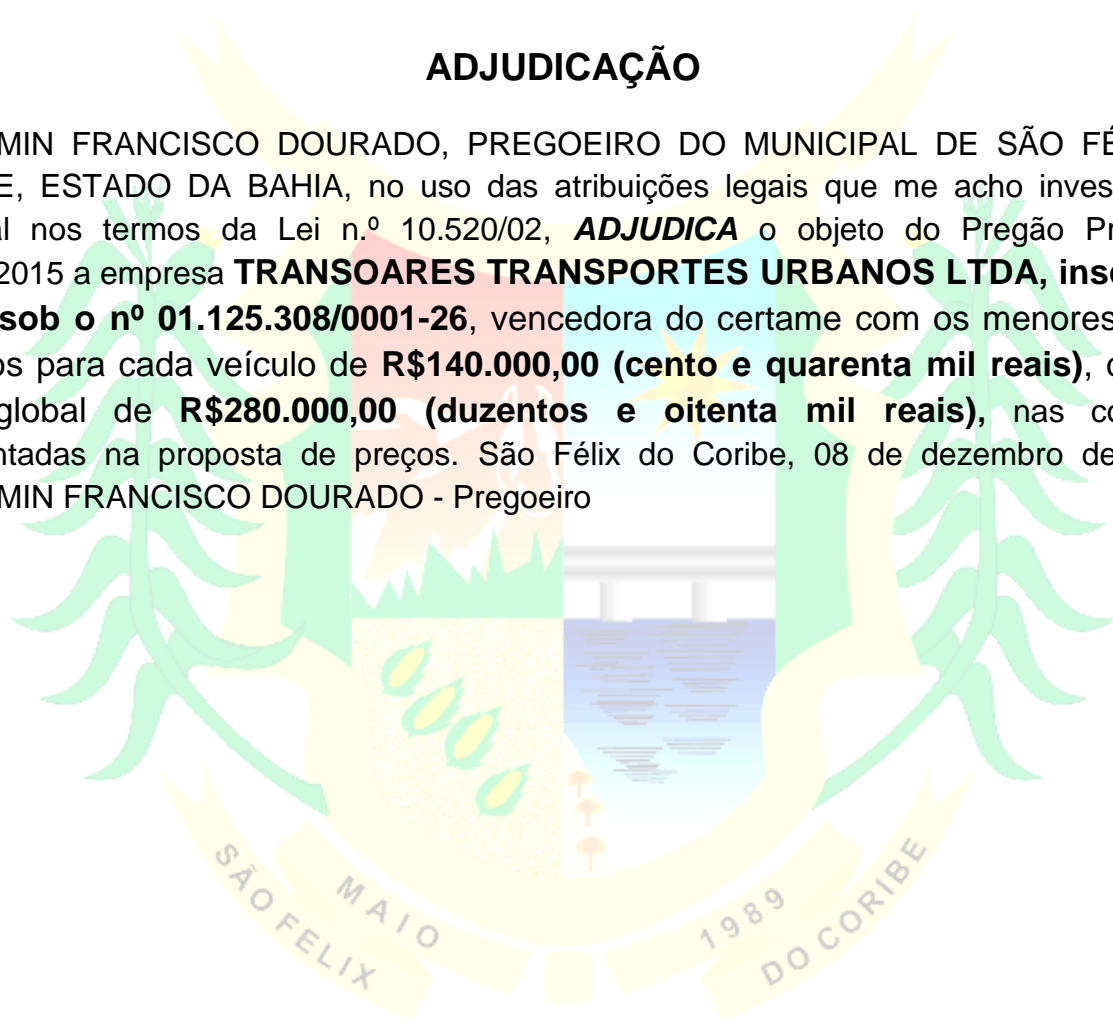 ADJUDICAÇÃO
MIN FRANCISCO DOURADO, PREGOEIRO DO MUNICIPAL DE SÃO FÉ
E, ESTADO DA BAHIA, no uso das atribuições legais que me acho inves
l nos termos da Lei n.º 10.520/02, ADJUDICA o objeto do Pregão Pr
2015 a empresa TRANSOARES TRANSPORTES URBANOS LTDA, ins
sob o nº 01.125.308/0001-26, vencedora do certame com os menores
os para cada veículo de R$140.000,00 (cento e quarenta mil reais),
global de R$280.000,00 (duzentos e oitenta mil reais), nas co
ntadas na proposta de preços. São Félix do Coribe, 08 de dezembro de
MIN FRANCISCO DOURADO - Pregoeiro
SÃO FELIX
MAIO
1989
DO CORIBE